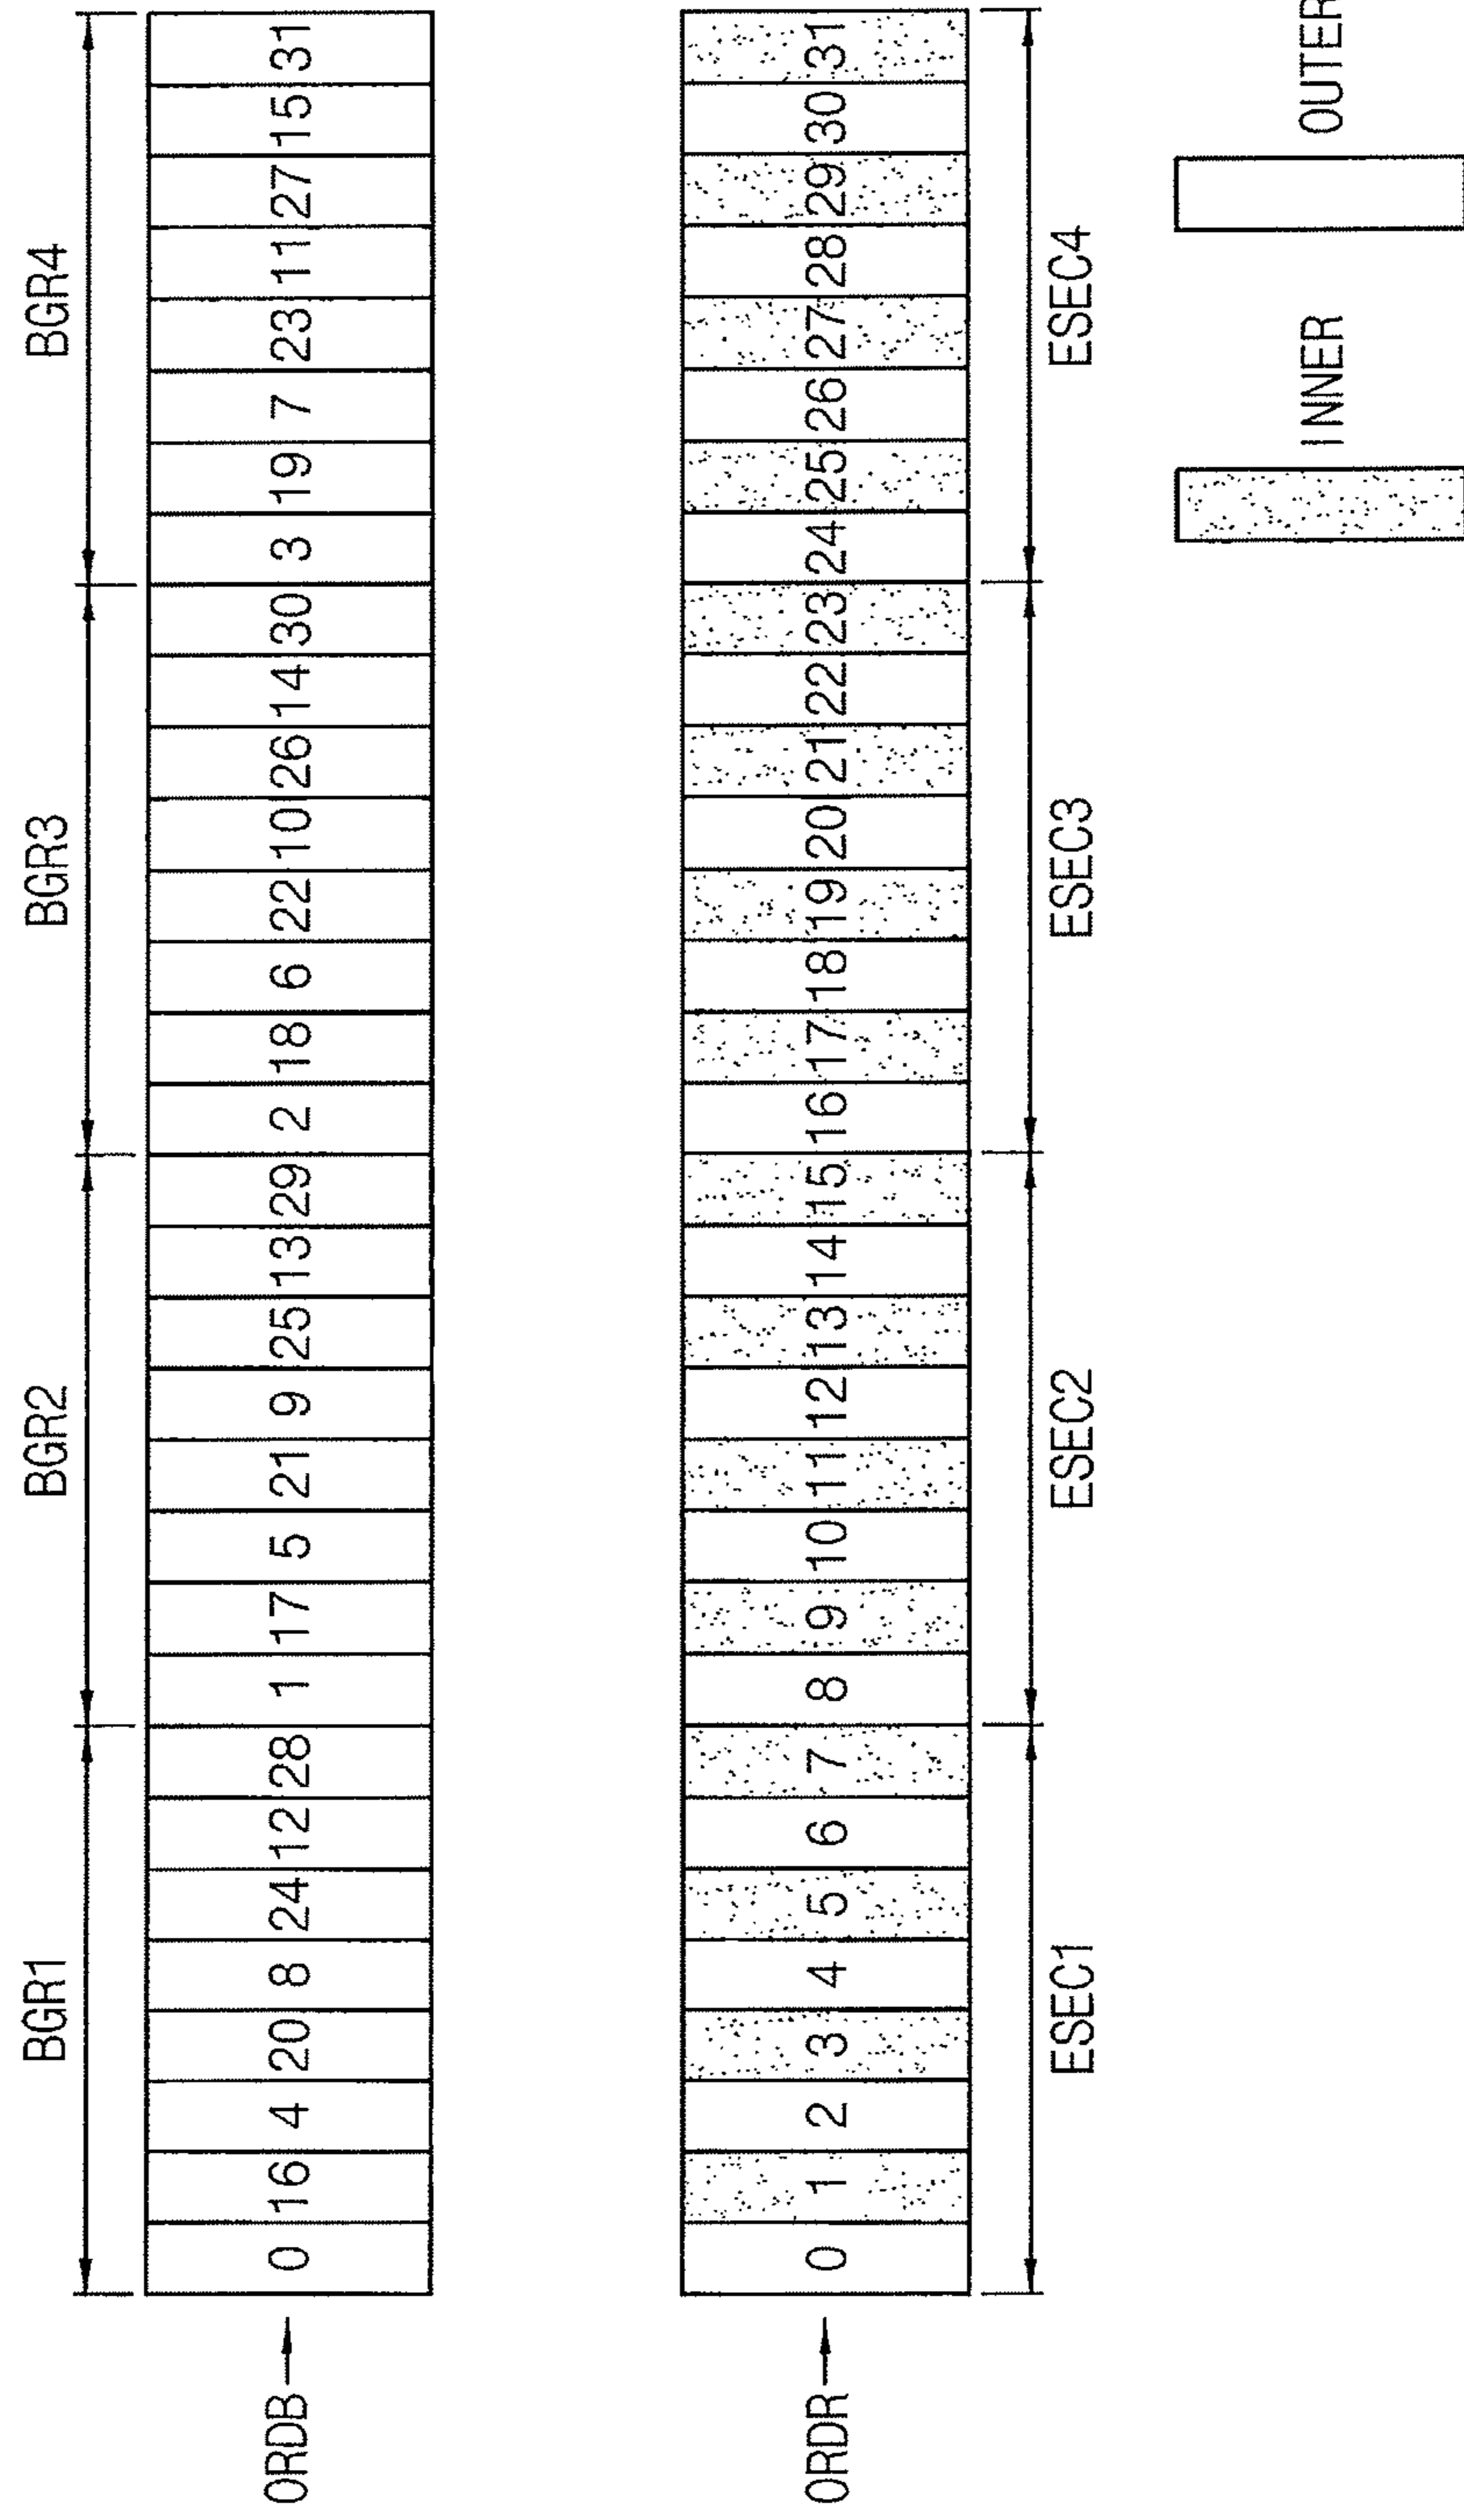 BGR1 BGR2 BGR3 BGR4
ORDB 0 16 4 20 8 24 12 28 1 17 5 21 9 25 13 29 2 18 6 22 10 26 14 30 3 19 7 23 11 27 15 31
ORDR 0 1 2 3 4 5 6 7 8 9 10 11 12 13 14 15 16 17 18 19 20 21 22 23 24 25 26 27 28 29 30 31
ESEC1 ESEC2 ESEC3 ESEC4
INNER OUTER